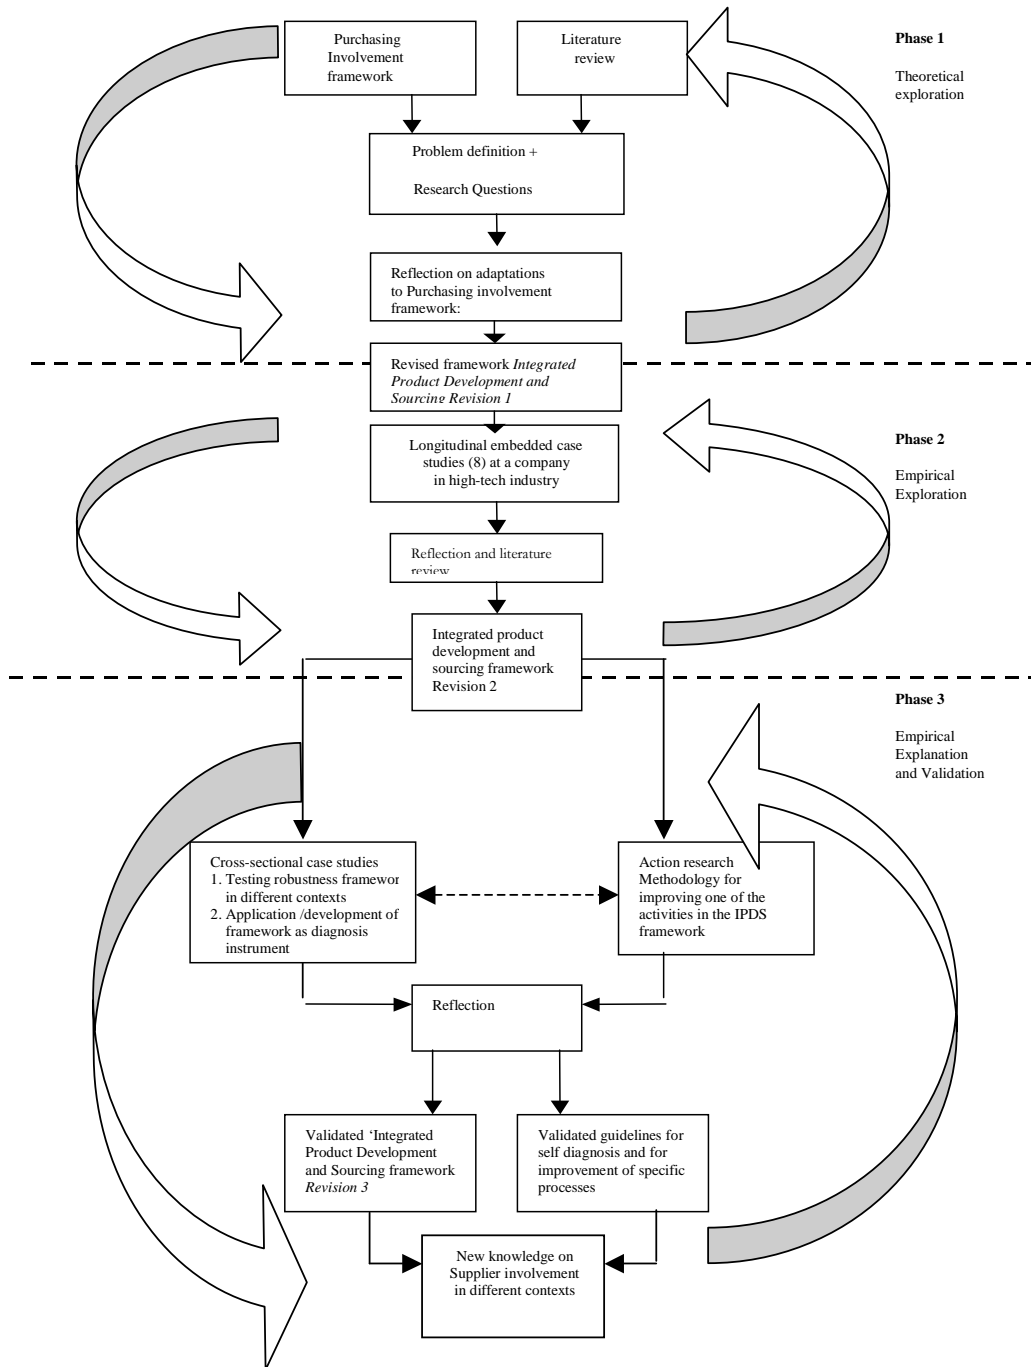 Purchasing
Involvement
framework
Literature
review
Phase 1
Theoretical
exploration
Problem definition +
Research Questions
Reflection on adaptations
to Purchasing involvement
framework:
Revised framework Integrated
Product Development and
Sourcing Revision 1
Phase 2
Empirical
Exploration
Longitudinal embedded case
studies (8) at a company
in high-tech industry
Reflection and literature
review
Integrated product
development and
sourcing framework
Revision 2
Phase 3
Empirical
Explanation
and Validation
Cross-sectional case studies
1. Testing robustness framewor
in different contexts
2. Application /development of
framework as diagnosis
instrument
Action research
Methodology for
improving one of the
activities in the IPDS
framework
Reflection
Validated ‘Integrated
Product Development
and Sourcing framework
Revision 3
Validated guidelines for
self diagnosis and for
improvement of specific
processes
New knowledge on
Supplier involvement
in different contexts